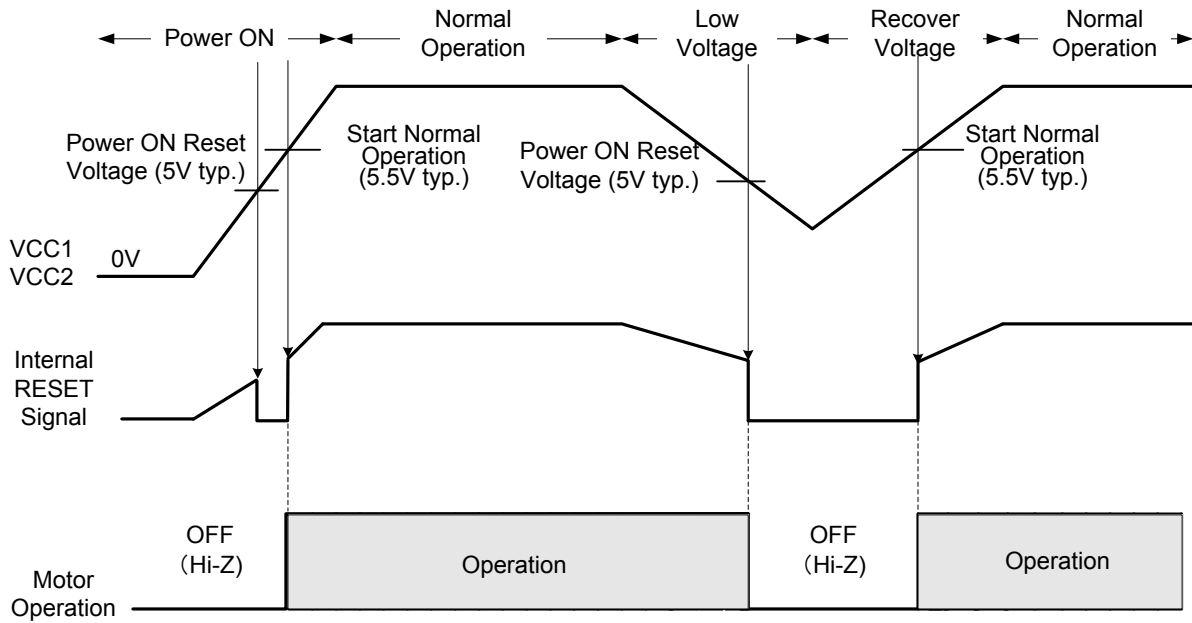 Power ON
Normal
Operation
Low
Voltage
Recover
Voltage
Normal
Operation
Power ON Reset
Voltage (5V typ.)
Start Normal
Operation
(5.5V typ.)
Power ON Reset
Voltage (5V typ.)
Start Normal
Operation
(5.5V typ.)
VCC1
VCC2
0V
Internal
RESET
Signal
OFF
(Hi-Z)
Operation
OFF
(Hi-Z)
Operation
Motor
Operation